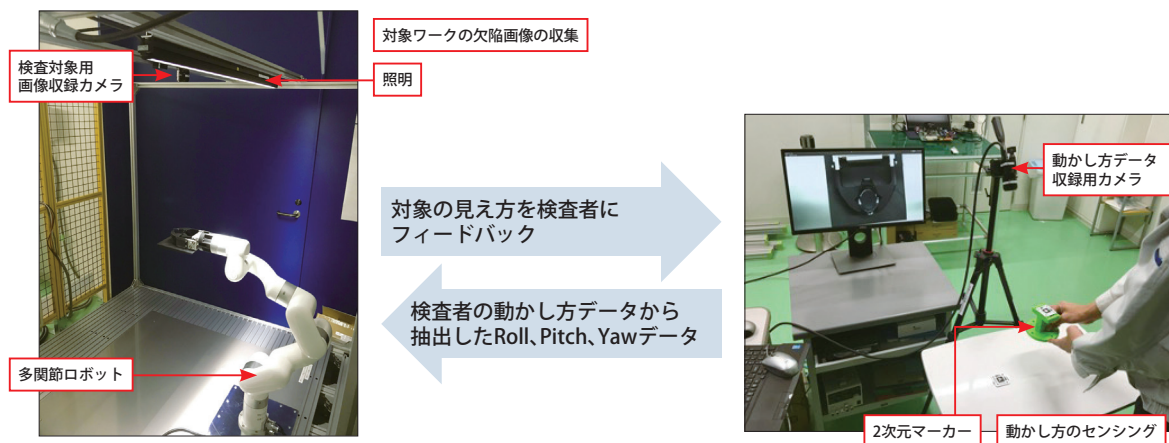 対象ワークの欠陥画像の収集
検査対象用
画像収録カメラ
照明
多関節ロボット
対象の見え方を検査者に
フィードバック
検査者の動かし方データから
抽出したRoll、Pitch、Yawデータ
動かし方データ
収録用カメラ
2次元マーカー
動かし方のセンシング